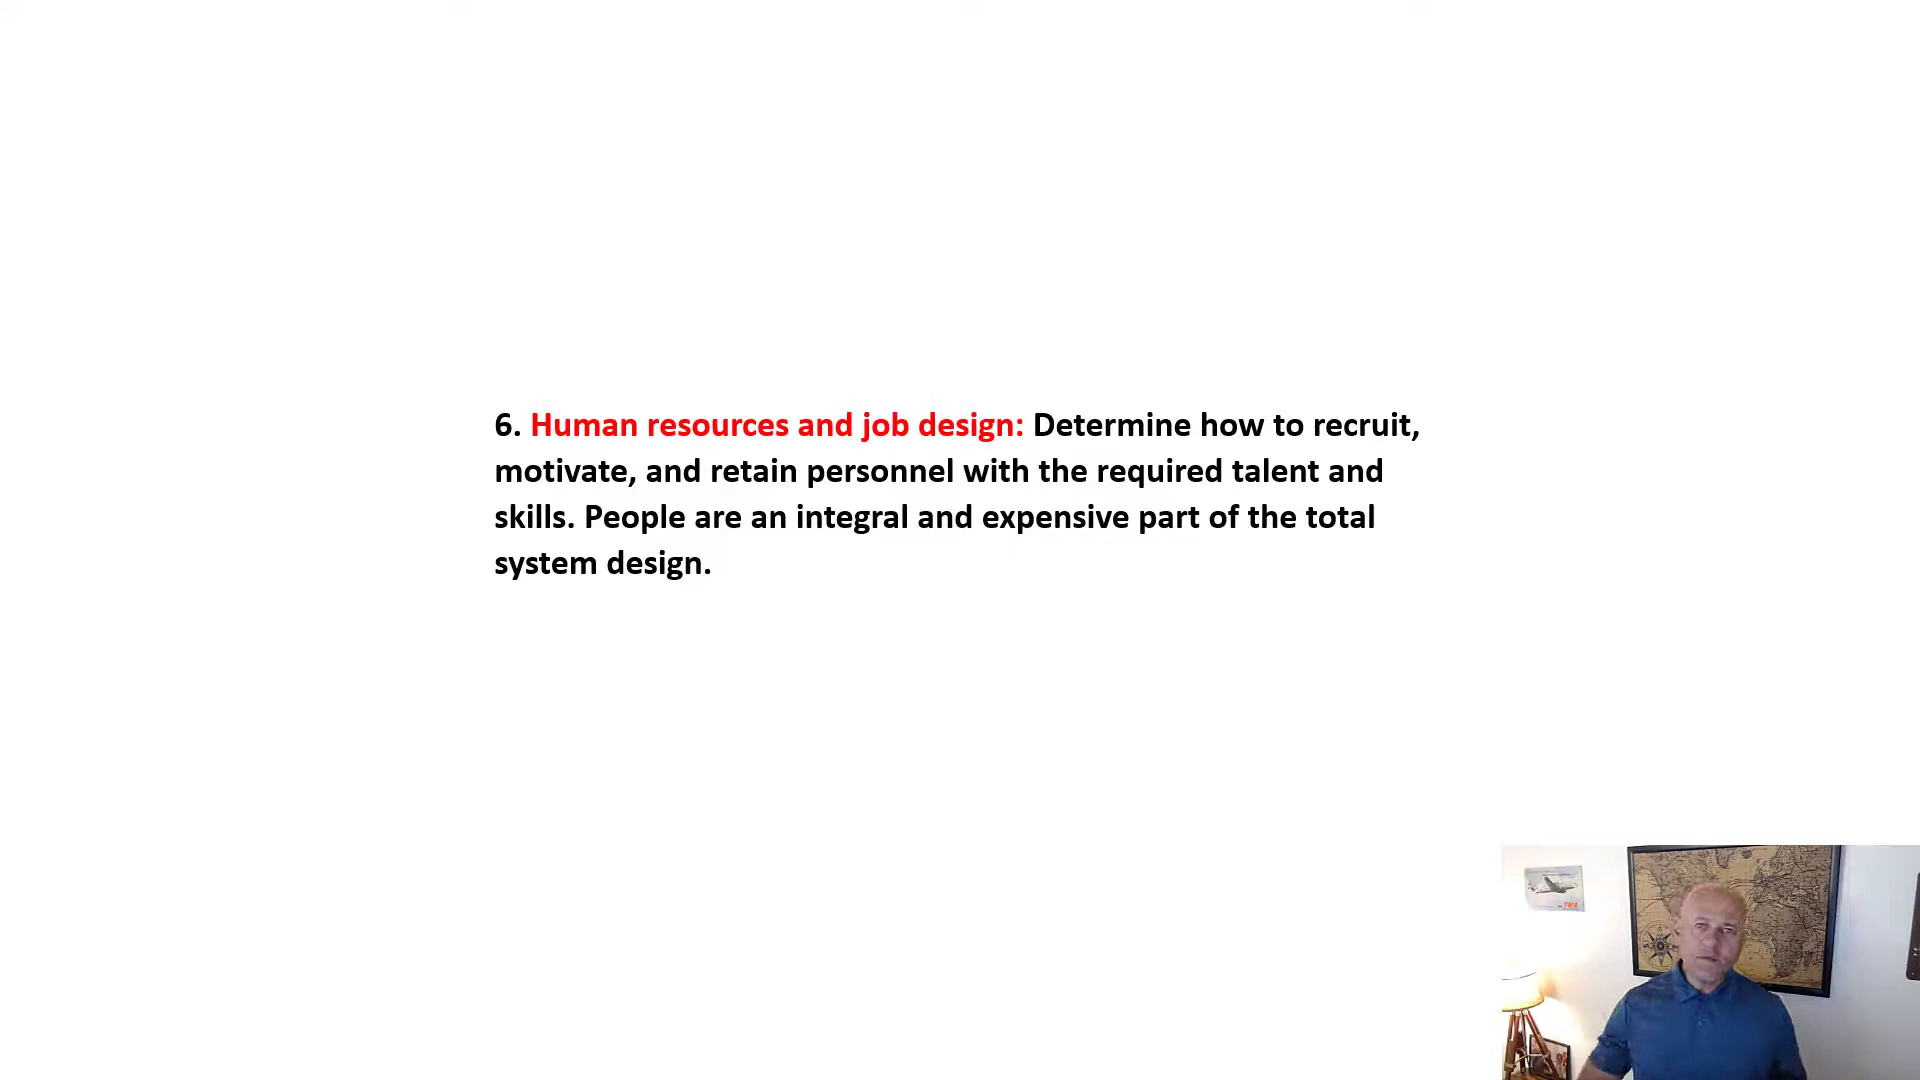 6. Human resources and job design: Determine how to recruit,
motivate, and retain personnel with the required talent and
skills. People are an integral and expensive part of the total
system design.